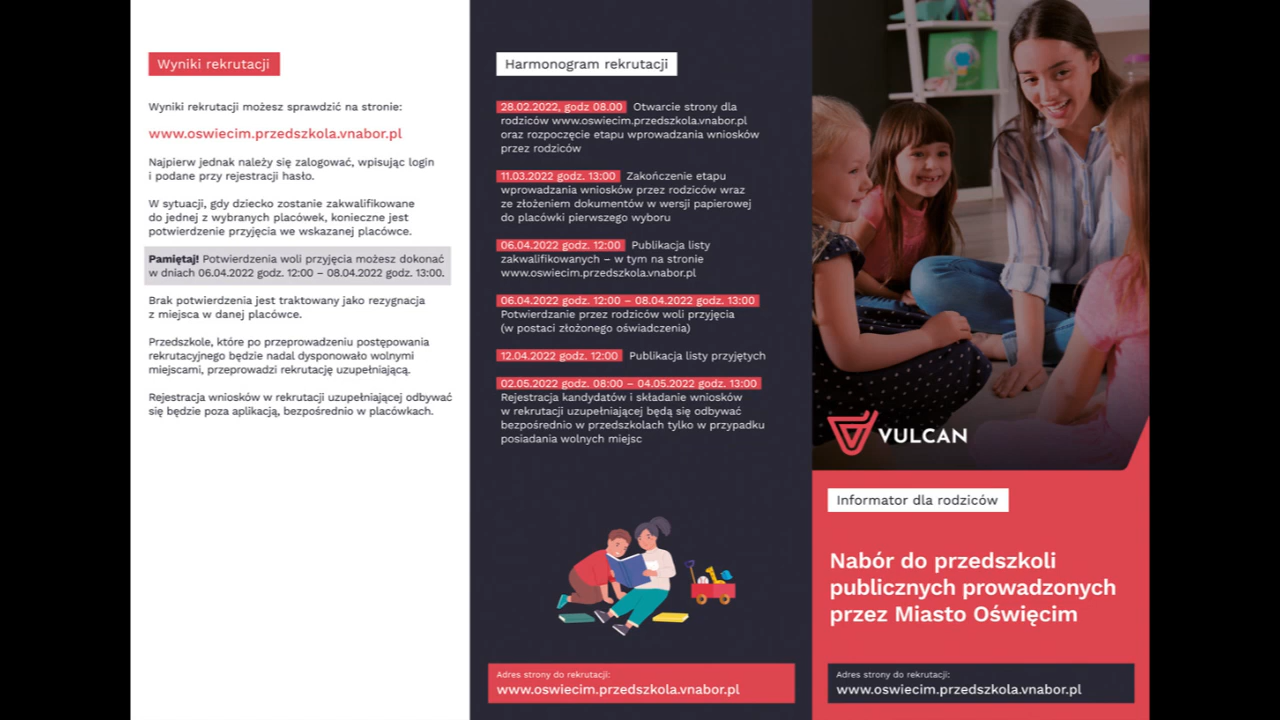 Wyniki rekrutacji
Wyniki rekrutacji możesz sprawdzić na stronie:
www.oswiecim.przedszkola.vnabor.pl
Najpierw jednak należy się zalogować, wpisując login
i podane przy rejestracji hasło.
W sytuacji, gdy dziecko zostanie zakwalifikowane
do jednej z wybranych placówek, konieczne jest
potwierdzenie przyjęcia we wskazanej placówce.
Pamiętaj! Potwierdzenia woli przyjęcia możesz dokonać
w dniach 06.04.2022 godz. 12:00 – 08.04.2022 godz. 13:00.
Brak potwierdzenia jest traktowany jako rezygnacja
z miejsca w danej placówce.
Przedszkole, które po przeprowadzeniu postępowania
rekrutacyjnego będzie nadal dysponowało wolnymi
miejscami, przeprowadzi rekrutację uzupełniającą.
Rejestracja wniosków w rekrutacji uzupełniającej odbywać
się będzie poza aplikacją, bezpośrednio w placówkach.
Harmonogram rekrutacji
28.02.2022, godz 08.00 Otwarcie strony dla
rodziców www.oswiecim.przedszkola.vnabor.pl
oraz rozpoczęcie etapu wprowadzania wniosków
przez rodziców
11.03.2022 godz. 13:00 Zakończenie etapu
wprowadzania wniosków przez rodziców wraz
ze złożeniem dokumentów w wersji papierowej
do placówki pierwszego wyboru
06.04.2022 godz. 12:00 Publikacja listy
zakwalifikowanych – w tym na stronie
www.oswiecim.przedszkola.vnabor.pl
06.04.2022 godz. 12:00 – 08.04.2022 godz. 13:00
Potwierdzanie przez rodziców woli przyjęcia
(w postaci złożonego oświadczenia)
12.04.2022 godz. 12:00 Publikacja listy przyjętych
02.05.2022 godz. 08:00 – 04.05.2022 godz. 13:00
Rejestracja kandydatów i składanie wniosków
w rekrutacji uzupełniającej będą się odbywać
bezpośrednio w przedszkolach tylko w przypadku
posiadania wolnych miejsc
Adres strony do rekrutacji:
www.oswiecim.przedszkola.vnabor.pl
VULCAN
Informator dla rodziców
Nabór do przedszkoli
publicznych prowadzonych
przez Miasto Oświęcim
Adres strony do rekrutacji:
www.oswiecim.przedszkola.vnabor.pl